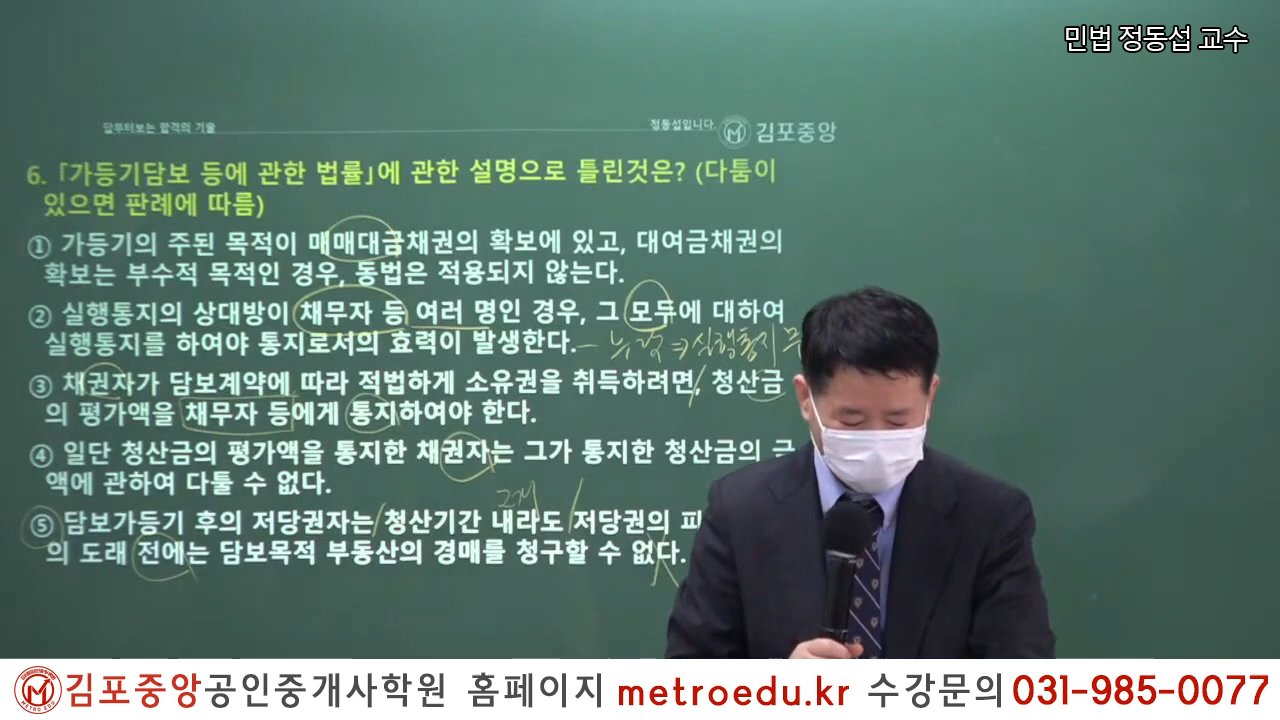 민법 정동섭 교수
답부터보는 합격의 기술
정동섭입니다. 김포중앙
6. 「가등기담보 등에 관한 법률」에 관한 설명으로 틀린것은? (다툼이
있으면 판례에 따름)
① 가등기의 주된 목적이 매매대금채권의 확보에 있고, 대여금채권의
확보는 부수적 목적인 경우, 동법은 적용되지 않는다.
② 실행통지의 상대방이 채무자 등 여러 명인 경우, 그 모두에 대하여
실행통지를 하여야 통지로서의 효력이 발생한다. - 누락 ⇒ 실행통지 무
③ 채권자가 담보계약에 따라 적법하게 소유권을 취득하려면, 청산금
의 평가액을 채무자 등에게 통지하여야 한다.
④ 일단 청산금의 평가액을 통지한 채권자는 그가 통지한 청산금의 금
액에 관하여 다툴 수 없다.
⑤ 담보가등기 후의 저당권자는 청산기간 내라도 저당권의 피
의 도래 전에는 담보목적 부동산의 경매를 청구할 수 없다.
METRO EDU 김포중앙공인중개사학원 홈페이지 metroedu.kr 수강문의 031-985-0077